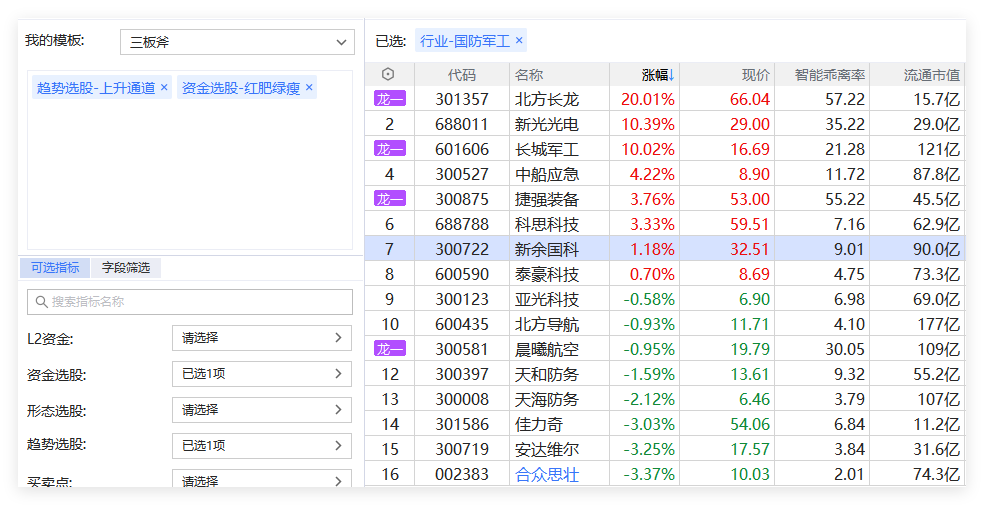 我的模板: 三板斧
趋势选股-上升通道 × 资金选股-红肥绿瘦 ×
可选指标 字段筛选
搜索指标名称
L2资金: 请选择
资金选股: 已选1项
形态选股: 请选择
趋势选股: 已选1项
买卖点: 请选择
已选: 行业-国防军工 ×
代码 名称 涨幅↓ 现价 智能乖离率 流通市值
龙一 301357 北方长龙 20.01% 66.04 57.22 15.7亿
2 688011 新光光电 10.39% 29.00 35.22 29.0亿
龙一 601606 长城军工 10.02% 16.69 21.28 121亿
4 300527 中船应急 4.22% 8.90 11.72 87.8亿
龙一 300875 捷强装备 3.76% 53.00 55.22 45.5亿
6 688788 科思科技 3.33% 59.51 7.16 62.9亿
7 300722 新余国科 1.18% 32.51 9.01 90.0亿
8 600590 泰豪科技 0.70% 8.69 4.75 73.3亿
9 300123 亚光科技 -0.58% 6.90 6.98 69.0亿
10 600435 北方导航 -0.93% 11.71 4.10 177亿
龙一 300581 晨曦航空 -0.95% 19.79 30.05 109亿
12 300397 天和防务 -1.59% 13.61 9.32 55.2亿
13 300008 天海防务 -2.12% 6.46 3.79 107亿
14 301586 佳力奇 -3.03% 54.06 6.84 11.2亿
15 300719 安达维尔 -3.25% 17.57 3.84 31.6亿
16 002383 合众思壮 -3.37% 10.03 2.01 74.3亿